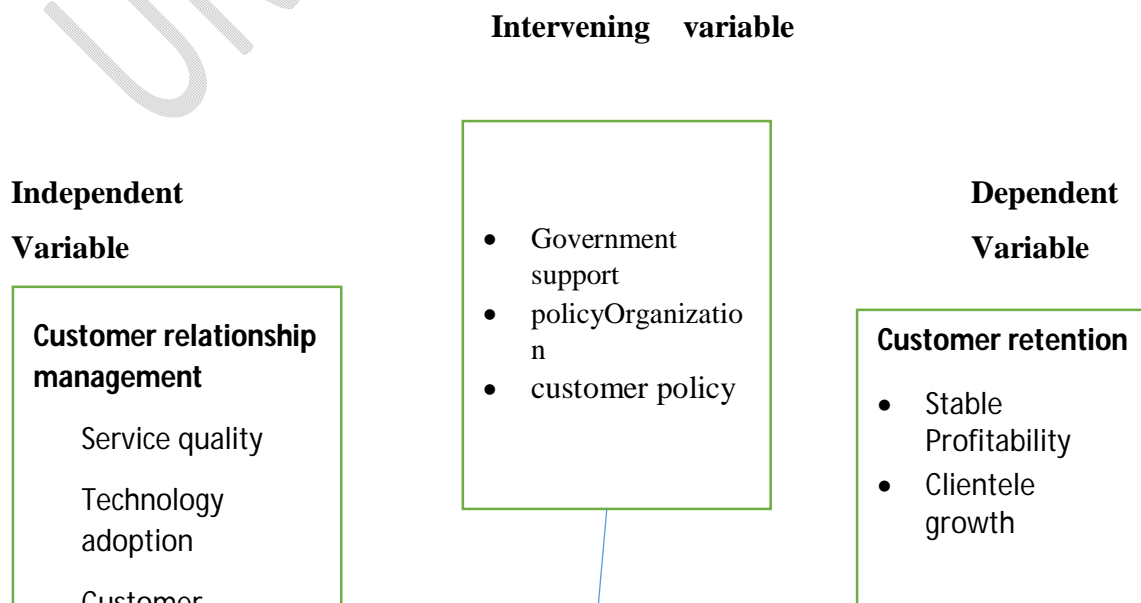 Intervening variable
Independent
Variable
Customer relationship
management
Service quality
Technology
adoption
Customer
• Government
support
• policyOrganizatio
n
• customer policy
Dependent
Variable
Customer retention
• Stable
Profitability
• Clientele
growth